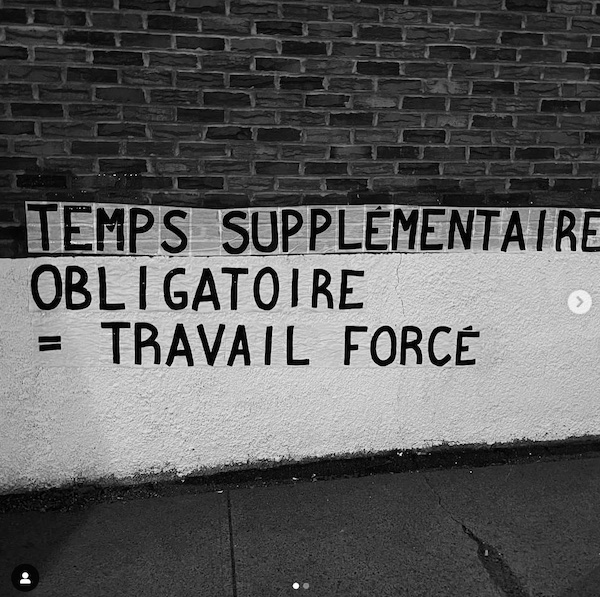 TEMPS SUPPLÉMENTAIRE
OBLIGATOIRE
= TRAVAIL FORCÉ